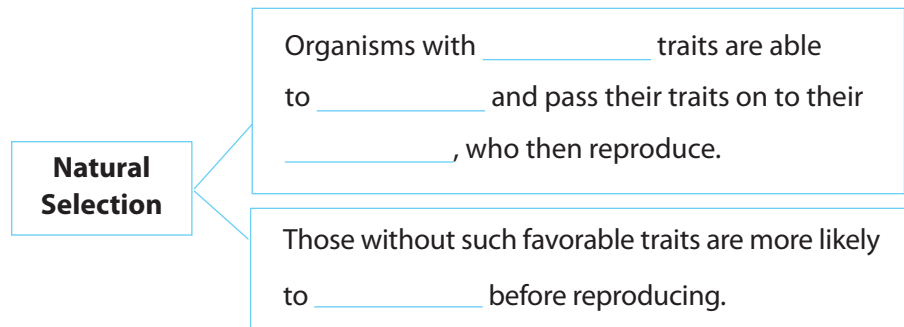 Natural
Selection
Organisms with ____________ traits are able
to ____________ and pass their traits on to their
____________, who then reproduce.
Those without such favorable traits are more likely
to ____________ before reproducing.